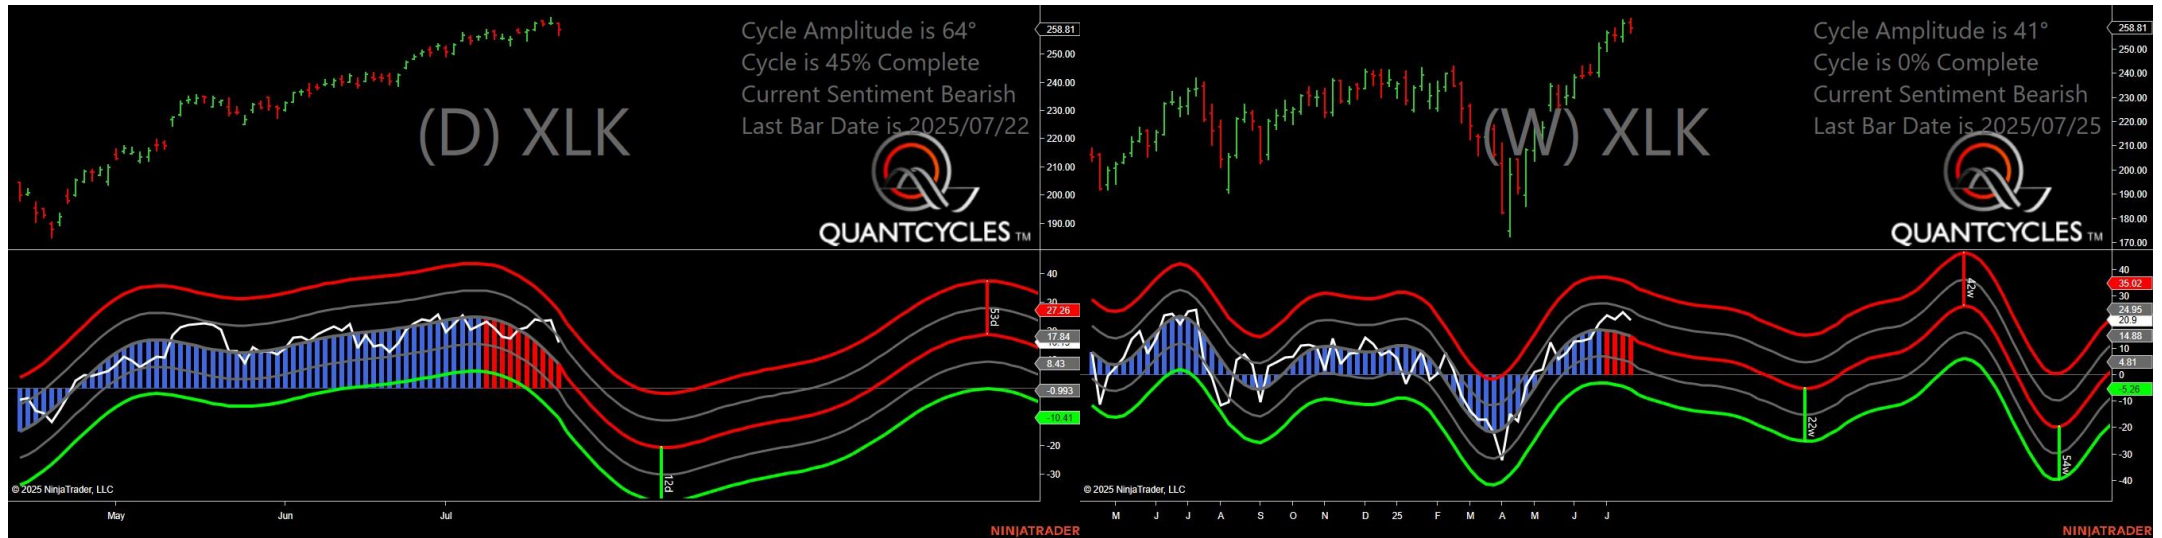 Cycle Amplitude is 64°
Cycle is 45% Complete
Current Sentiment Bearish
Last Bar Date is 2025/07/22
(D) XLK
QUANTCYCLES TM
258.81
250.00
240.00
230.00
220.00
210.00
200.00
190.00
40
30
27.26
17.84
8.43
-0.993
-10.41
-20
-30
53d
12d
© 2025 NinjaTrader, LLC
May Jun Jul
NINJATRADER
Cycle Amplitude is 41°
Cycle is 0% Complete
Current Sentiment Bearish
Last Bar Date is 2025/07/25
(W) XLK
QUANTCYCLES TM
258.81
250.00
240.00
230.00
220.00
210.00
200.00
190.00
180.00
170.00
40
35.02
30
24.95
20.9
14.88
10
4.81
0
-5.26
-10
-20
-30
-40
42w
22w
54w
© 2025 NinjaTrader, LLC
M J J A S O N D 25 F M A M J J
NINJATRADER